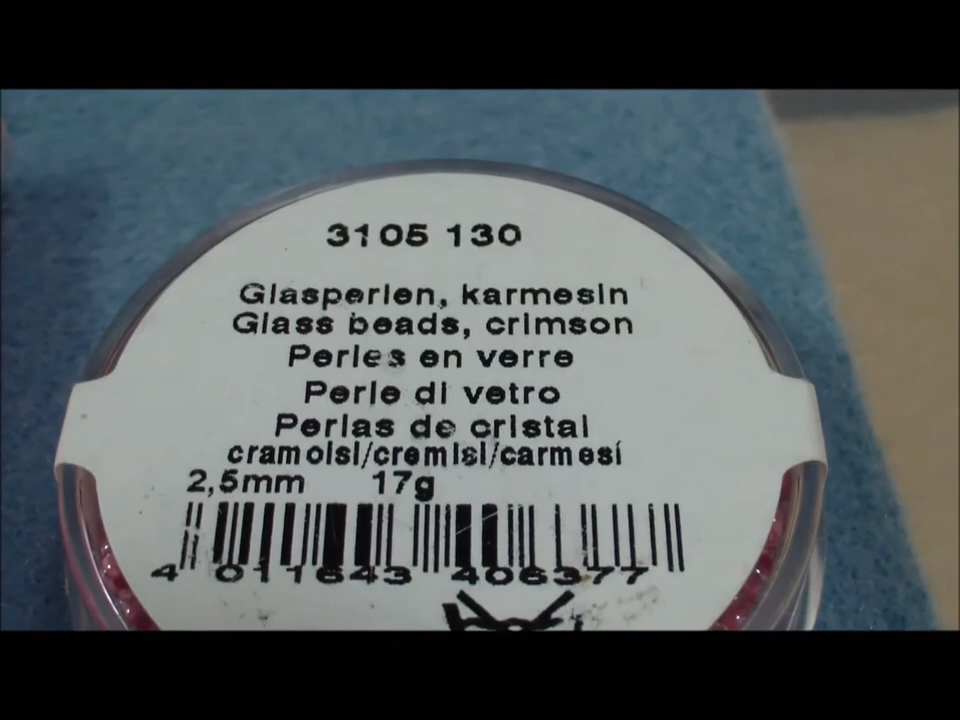 3105 130
Glasperlen, karmesin
Glass beads, crimson
Perles en verre
Perle di vetro
Perlas de cristal
cramoisi/cremisi/carmesí
2,5mm 17g
4 011643 406377